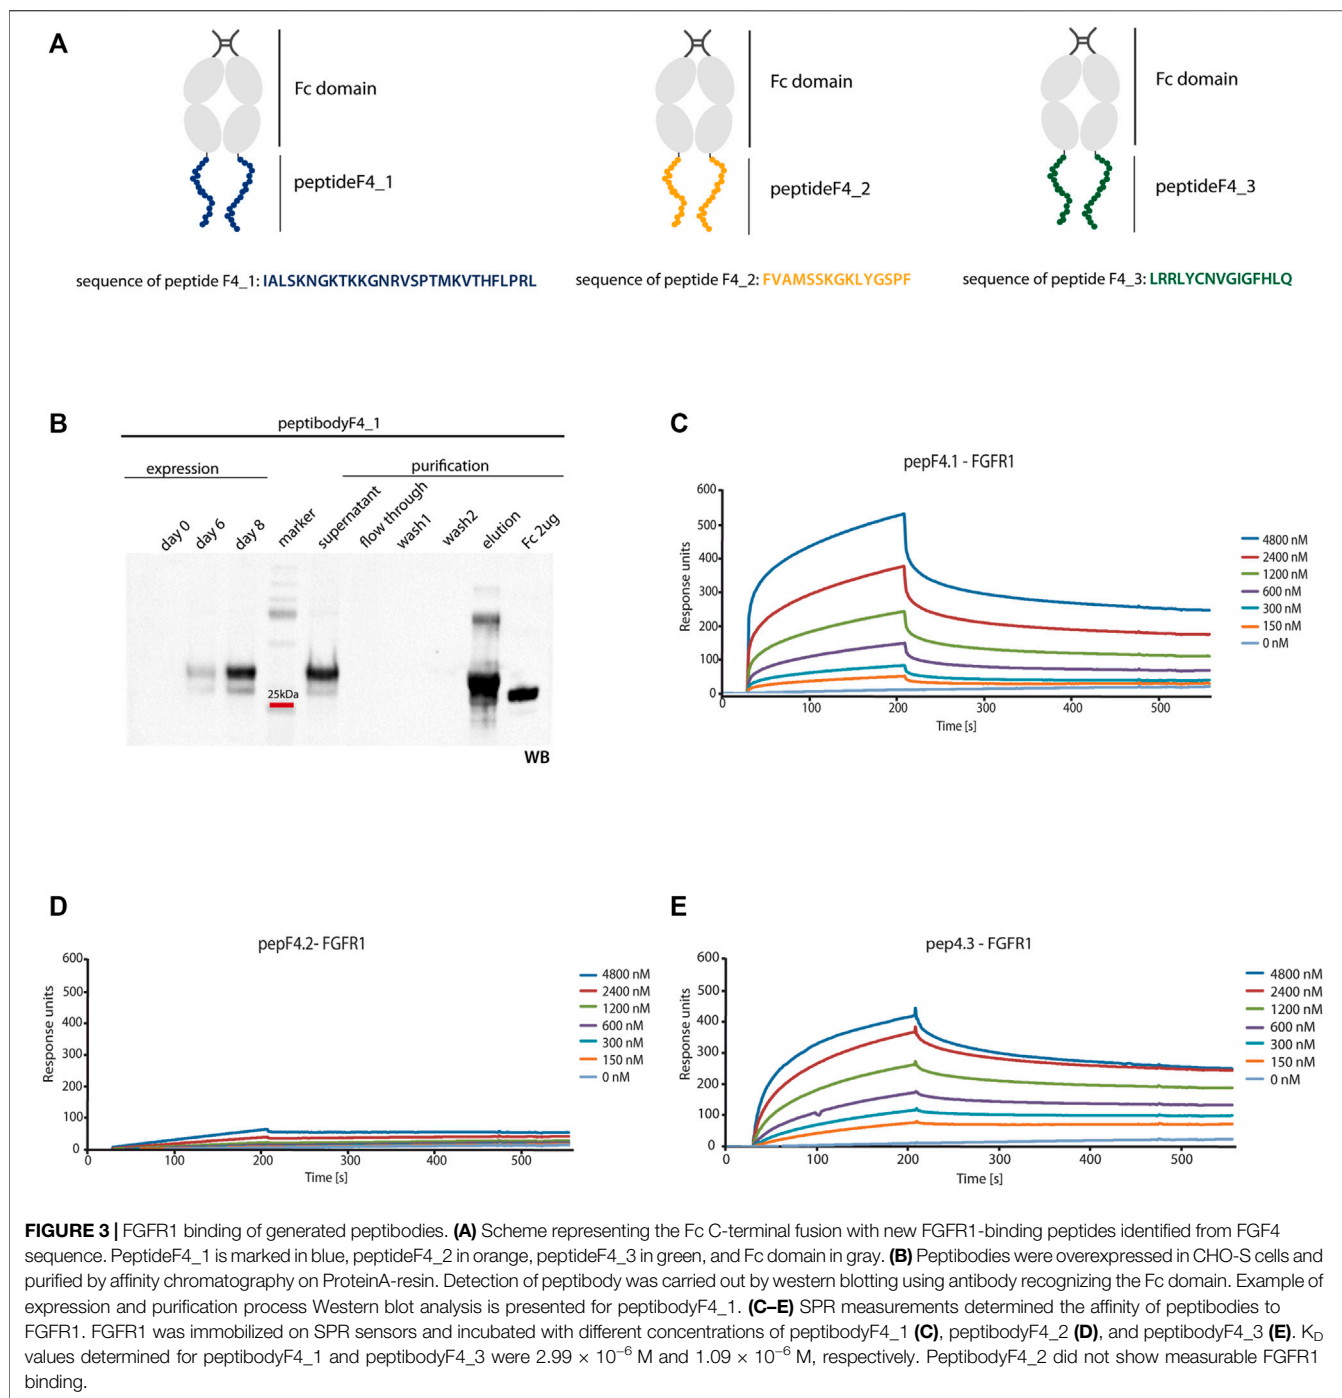 A
Fc domain
peptideF4_1
sequence of peptide F4_1: IALSKNGKTKKGNRVSPTMKVTHFLPRL
Fc domain
peptideF4_2
sequence of peptide F4_2: FVAMSSKGKLYGSPF
Fc domain
peptideF4_3
sequence of peptide F4_3: LRRLYCNVGIGFHLQ
B
peptibodyF4_1
expression
purification
day 0
day 6
day 8
marker
supernatant
flow through
wash1
wash2
elution
Fc 2ug
25kDa
WB
C
pepF4.1 - FGFR1
600
500
400
300
200
100
0
Response units
0 100 200 300 400 500
Time [s]
4800 nM
2400 nM
1200 nM
600 nM
300 nM
150 nM
0 nM
D
pepF4.2- FGFR1
600
500
400
300
200
100
0
Response units
0 100 200 300 400 500
Time [s]
4800 nM
2400 nM
1200 nM
600 nM
300 nM
150 nM
0 nM
E
pep4.3 - FGFR1
600
500
400
300
200
100
0
Response units
0 100 200 300 400 500
Time [s]
4800 nM
2400 nM
1200 nM
600 nM
300 nM
150 nM
0 nM
FIGURE 3 | FGFR1 binding of generated peptibodies. (A) Scheme representing the Fc C-terminal fusion with new FGFR1-binding peptides identified from FGF4
sequence. PeptideF4_1 is marked in blue, peptideF4_2 in orange, peptideF4_3 in green, and Fc domain in gray. (B) Peptibodies were overexpressed in CHO-S cells and
purified by affinity chromatography on ProteinA-resin. Detection of peptibody was carried out by western blotting using antibody recognizing the Fc domain. Example of
expression and purification process Western blot analysis is presented for peptibodyF4_1. (C–E) SPR measurements determined the affinity of peptibodies to
FGFR1. FGFR1 was immobilized on SPR sensors and incubated with different concentrations of peptibodyF4_1 (C), peptibodyF4_2 (D), and peptibodyF4_3 (E). K_D
values determined for peptibodyF4_1 and peptibodyF4_3 were 2.99 × 10⁻⁶ M and 1.09 × 10⁻⁶ M, respectively. PeptibodyF4_2 did not show measurable FGFR1
binding.